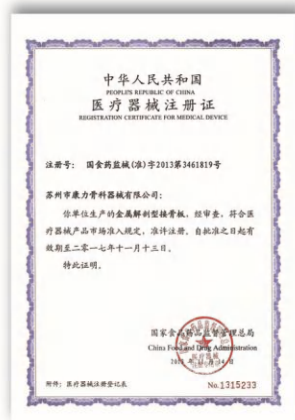 中华人民共和国
PEOPLE'S REPUBLIC OF CHINA
医疗器械注册证
REGISTRATION CERTIFICATE FOR MEDICAL DEVICE
注册号： 国食药监械(准)字2013第3461819号
苏州市康力骨科器械有限公司：
你单位生产的金属解剖型接骨板，经审查，符合医
疗器械产品市场准入规定，准许注册，自批准之日起有
效期至二零一七年十一月十三日。
特此证明。
国家食品药品监督管理总局
China Food and Drug Administration
2013 年 11 月 14 日
附件：医疗器械注册登记表
No.1315233